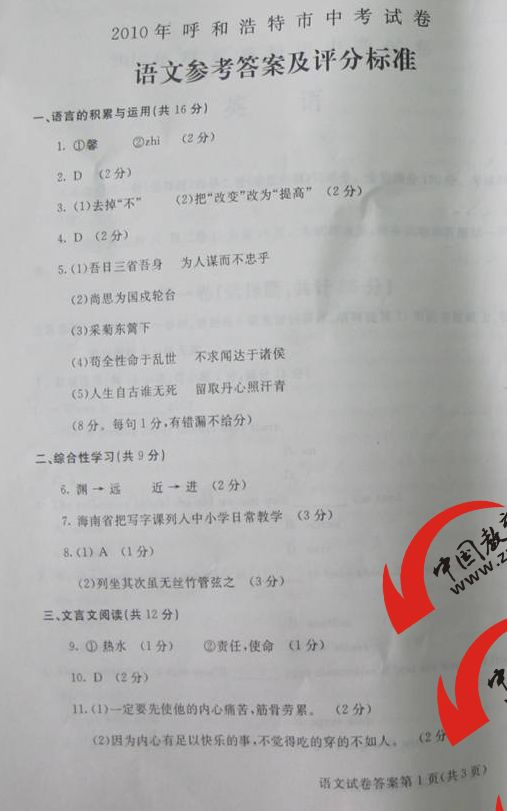 2010年呼和浩特市中考试卷
语文参考答案及评分标准
一、语言的积累与运用(共16分)
1. ①馨 ②zhì (2分)
2. D (2分)
3. (1)去掉“不” (2)把“改变”改为“提高” (2分)
4. D (2分)
5. (1)吾日三省吾身 为人谋而不忠乎
(2)尚思为国戍轮台
(3)采菊东篱下
(4)苟全性命于乱世 不求闻达于诸侯
(5)人生自古谁无死 留取丹心照汗青
(8分。每句1分,有错漏不给分)
二、综合性学习(共9分)
6. 渊→远 近→进 (2分)
7. 海南省把写字课列入中小学日常教学 (3分)
8. (1) A (1分)
(2)列坐其次虽无丝竹管弦之 (3分)
三、文言文阅读(共12分)
9. ①热水 (1分) ②责任,使命 (1分)
10. D (2分)
11. (1)一定要先使他的内心痛苦,筋骨劳累。 (2分)
(2)因为内心有足以快乐的事,不觉得吃的穿的不如人。 (2分
语文试卷答案第1页(共3页)
中国教
www.z